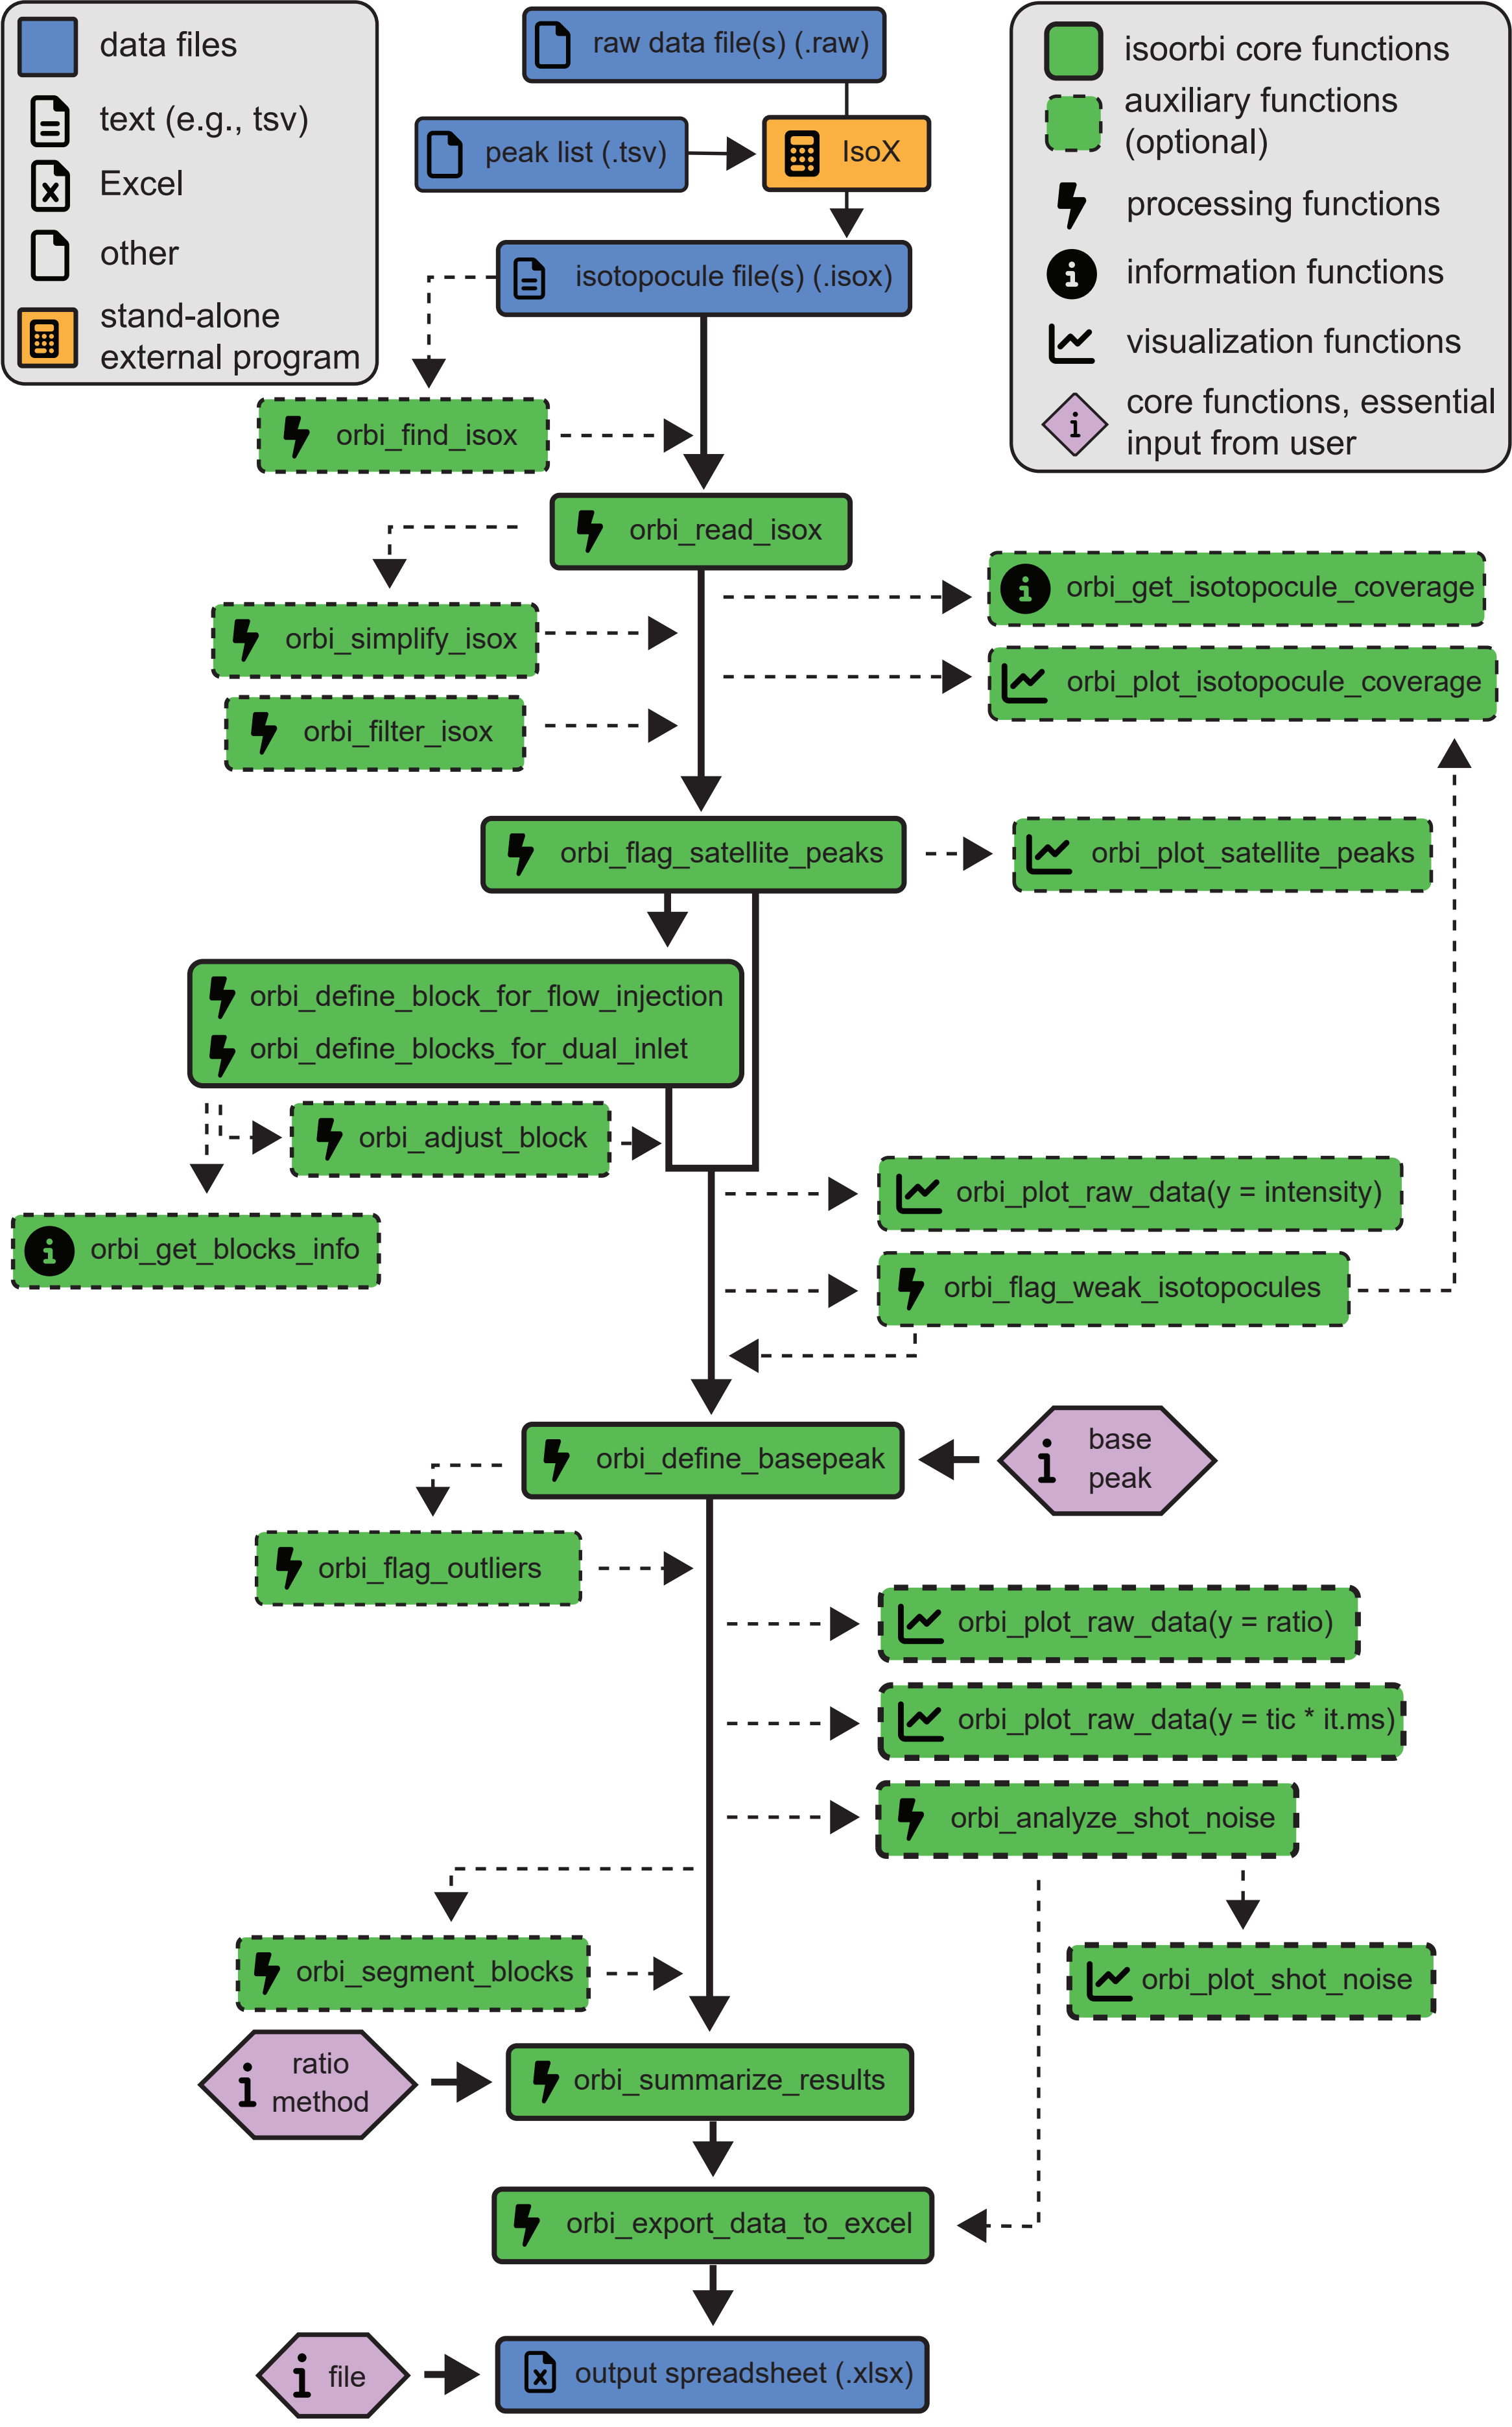 data files
text (e.g., tsv)
Excel
other
stand-alone
external program
raw data file(s) (.raw)
peak list (.tsv)
IsoX
isotopocule file(s) (.isox)
isoorbi core functions
auxiliary functions
(optional)
processing functions
information functions
visualization functions
core functions, essential
input from user
orbi_find_isox
orbi_read_isox
orbi_get_isotopocule_coverage
orbi_simplify_isox
orbi_plot_isotopocule_coverage
orbi_filter_isox
orbi_flag_satellite_peaks
orbi_plot_satellite_peaks
orbi_define_block_for_flow_injection
orbi_define_blocks_for_dual_inlet
orbi_adjust_block
orbi_plot_raw_data(y = intensity)
orbi_get_blocks_info
orbi_flag_weak_isotopocules
orbi_define_basepeak
base
peak
orbi_flag_outliers
orbi_plot_raw_data(y = ratio)
orbi_plot_raw_data(y = tic * it.ms)
orbi_analyze_shot_noise
orbi_segment_blocks
orbi_plot_shot_noise
ratio
method
orbi_summarize_results
orbi_export_data_to_excel
file
output spreadsheet (.xlsx)